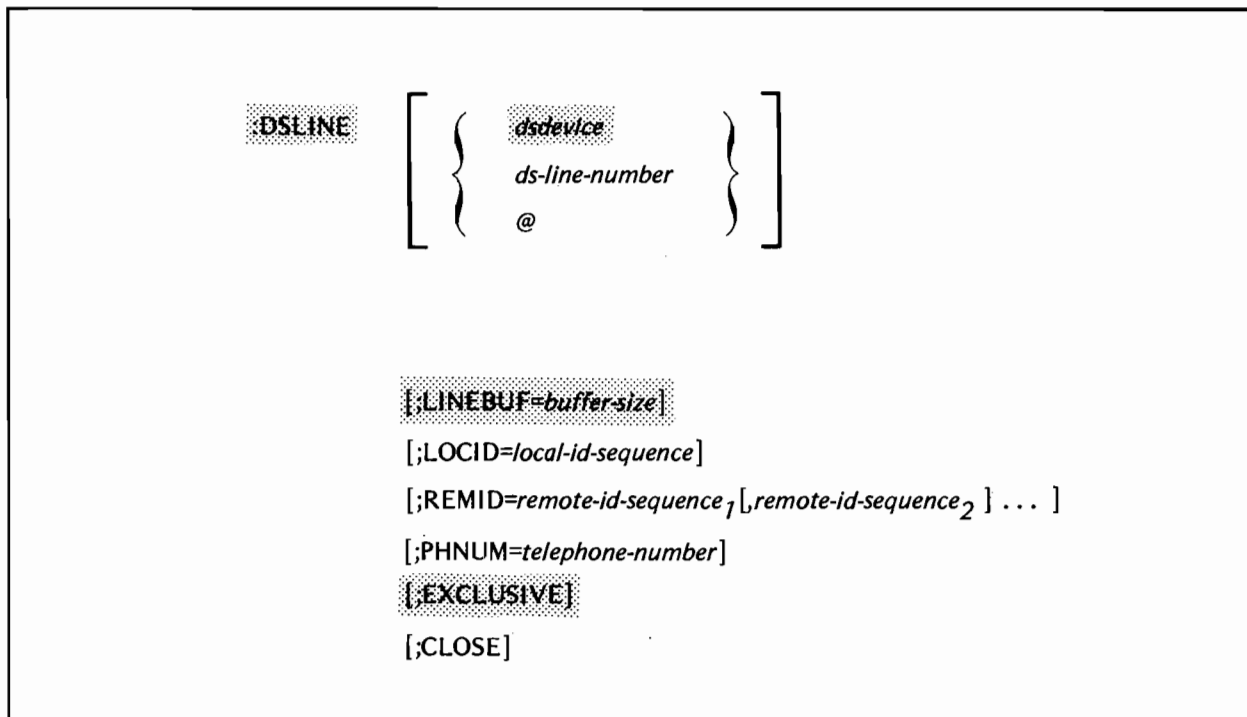 :DSLINE [ { dsdevice
ds-line-number
@ } ]
[;LINEBUF=buffer-size]
[;LOCID=local-id-sequence]
[;REMID=remote-id-sequence1[,remote-id-sequence2 ] ... ]
[;PHNUM=telephone-number]
[;EXCLUSIVE]
[;CLOSE]